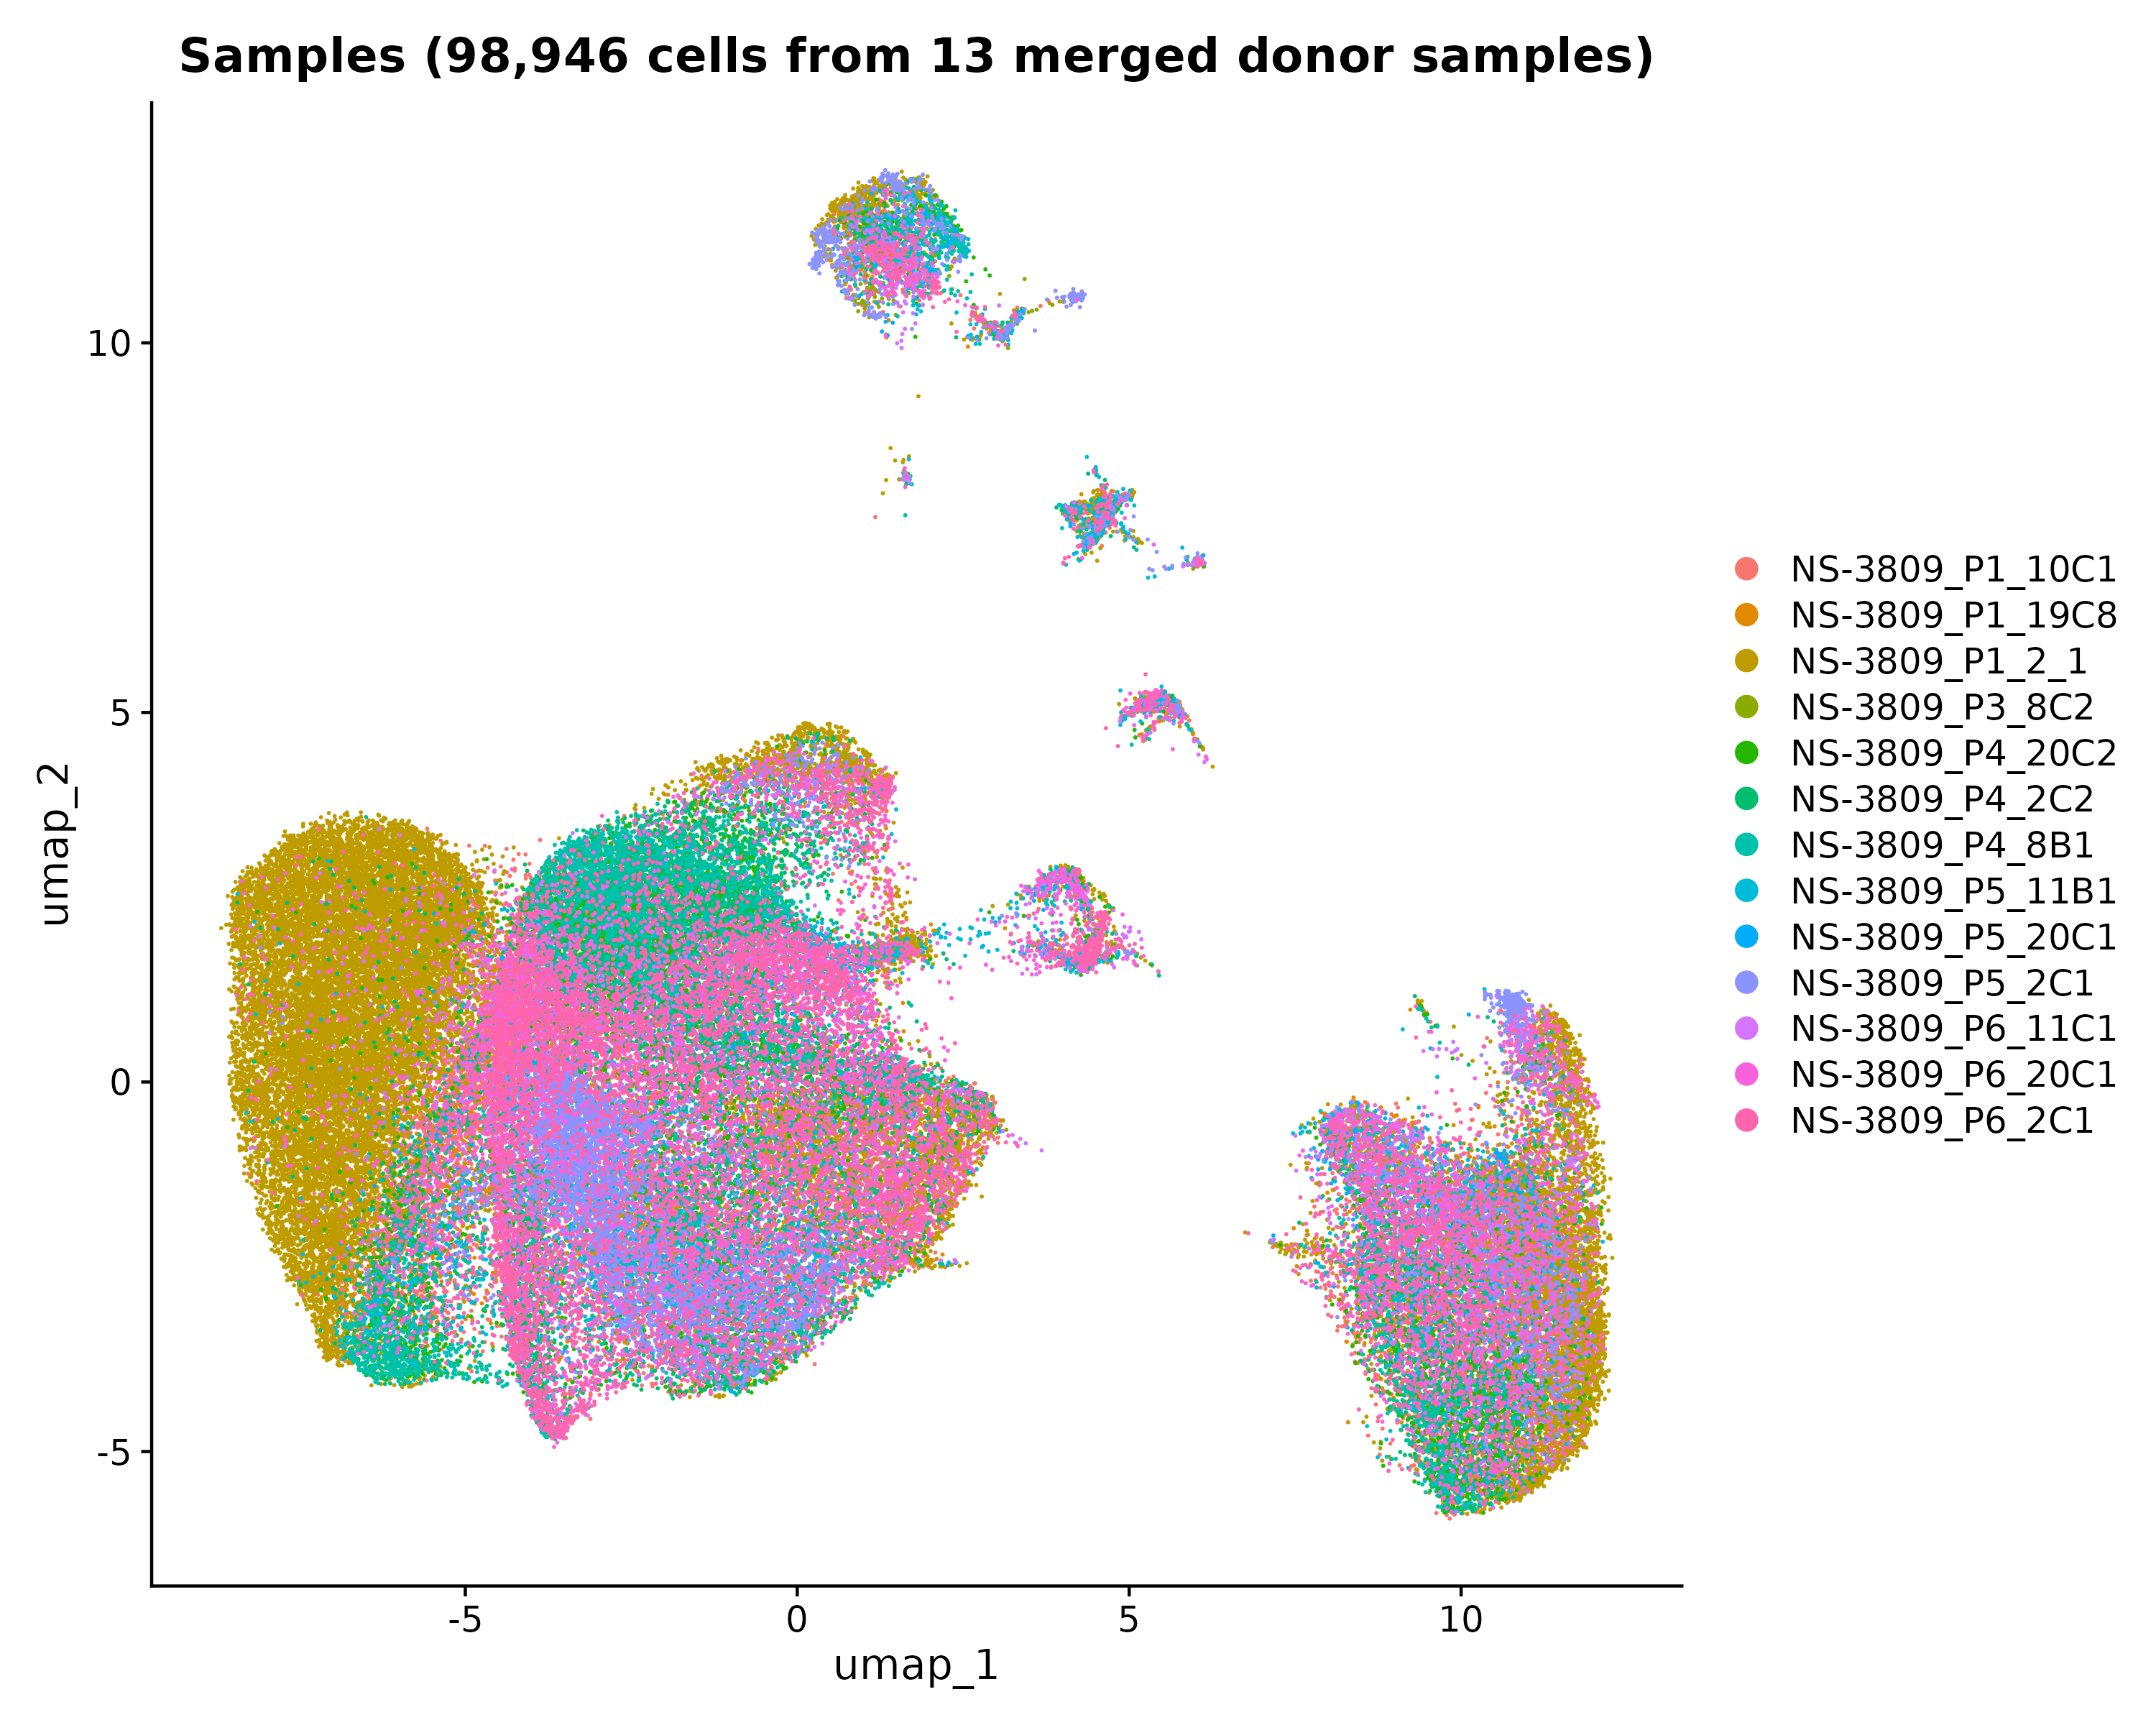 Samples (98,946 cells from 13 merged donor samples)
10
5
0
-5
umap_2
-5
0
5
10
umap_1
NS-3809_P1_10C1
NS-3809_P1_19C8
NS-3809_P1_2_1
NS-3809_P3_8C2
NS-3809_P4_20C2
NS-3809_P4_2C2
NS-3809_P4_8B1
NS-3809_P5_11B1
NS-3809_P5_20C1
NS-3809_P5_2C1
NS-3809_P6_11C1
NS-3809_P6_20C1
NS-3809_P6_2C1